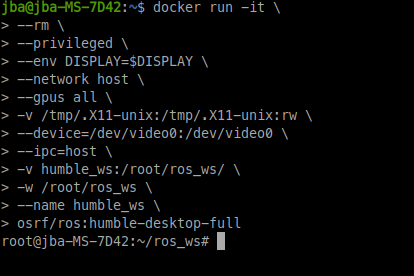 jba@jba-MS-7D42:~$ docker run -it \
> --rm \
> --privileged \
> --env DISPLAY=$DISPLAY \
> --network host \
> --gpus all \
> -v /tmp/.X11-unix:/tmp/.X11-unix:rw \
> --device=/dev/video0:/dev/video0 \
> --ipc=host \
> -v humble_ws:/root/ros_ws/ \
> -w /root/ros_ws \
> --name humble_ws \
> osrf/ros:humble-desktop-full
root@jba-MS-7D42:~/ros_ws#